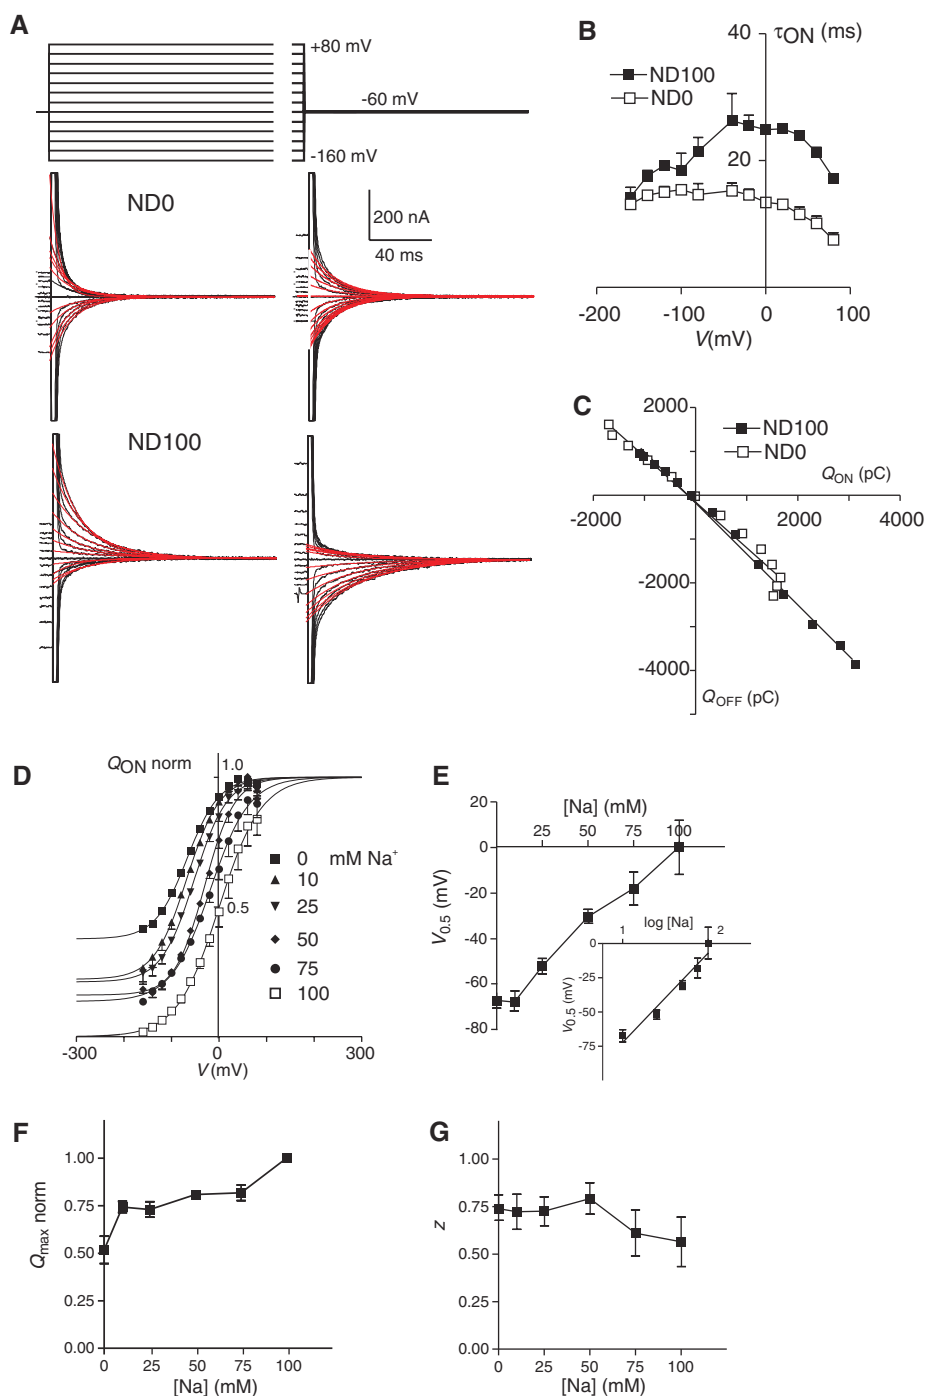 A
+80 mV
-60 mV
-160 mV
ND0
200 nA
40 ms
ND100
B
τON (ms)
40
ND100
ND0
20
-200
-100
0
100
V(mV)
C
2000
ND100
ND0
QON (pC)
-2000
0
2000
4000
-2000
-4000
QOFF (pC)
D
QON norm
1.0
0 mM Na+
10
25
0.5
50
75
100
-300
0
300
V(mV)
E
[Na] (mM)
20
25
50
75
100
0
-20
-40
-60
-80
V0.5 (mV)
log [Na]
1
2
0
-25
-50
-75
V0.5 (mV)
F
1.00
0.75
0.50
0.25
0.00
Qmax norm
0
25
50
75
100
[Na] (mM)
G
1.00
0.75
0.50
0.25
0.00
z
0
25
50
75
100
[Na] (mM)